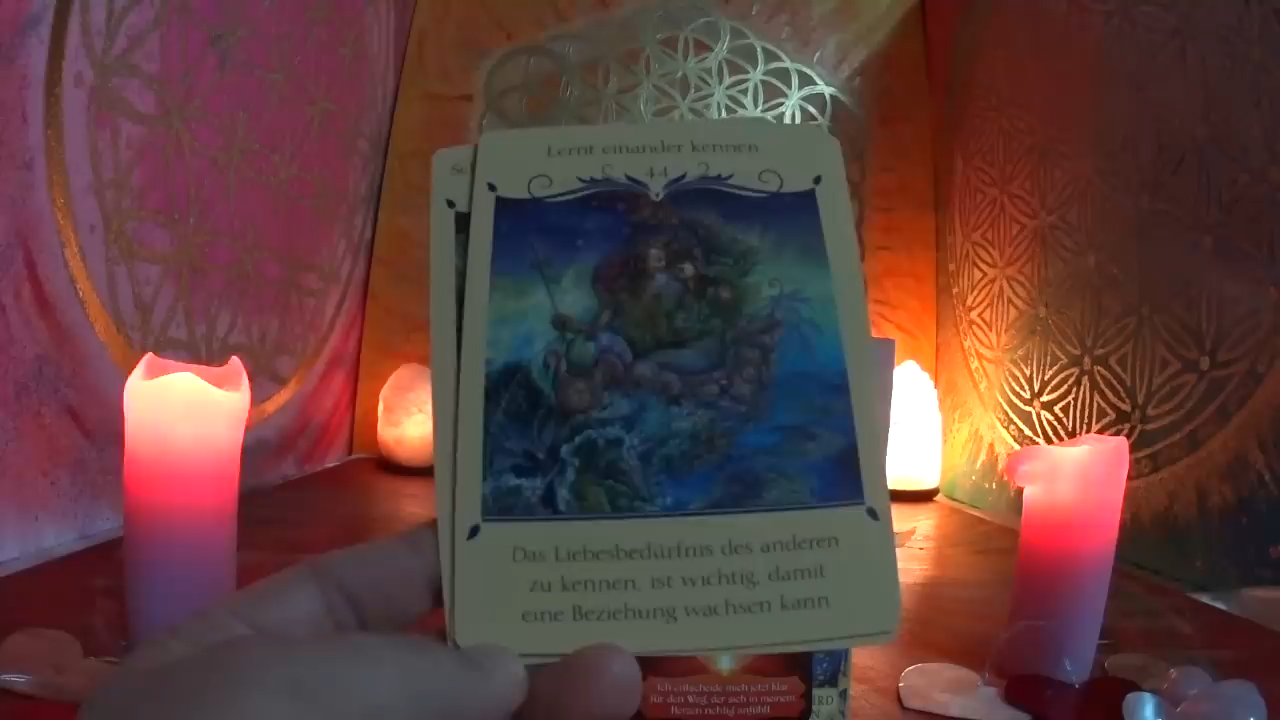 Lernt einander kennen
44
Das Liebesbedürfnis des anderen
zu kennen, ist wichtig, damit
eine Beziehung wachsen kann
Ich entscheide mich jetzt klar
für den Weg, der sich in meinem
Herzen richtig anfühlt